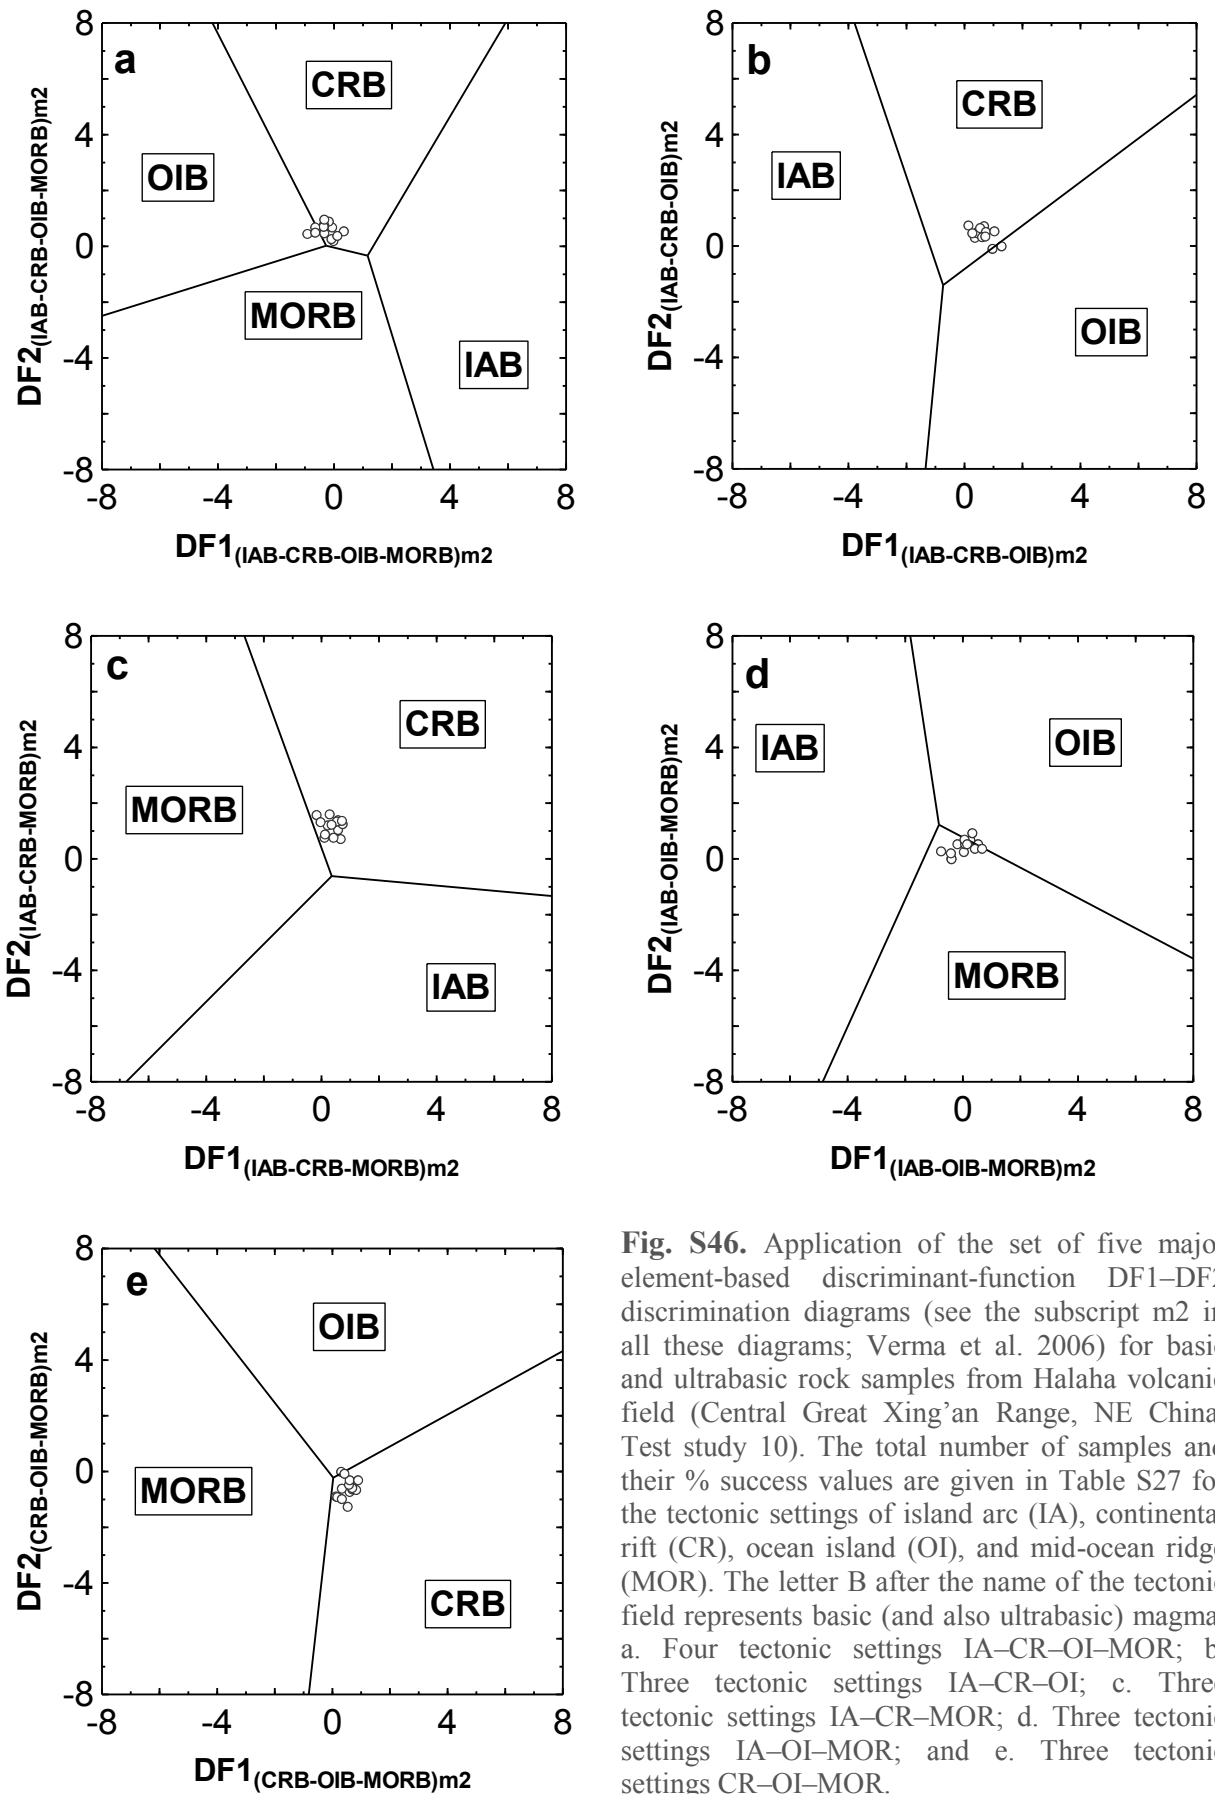 a
CRB
OIB
MORB
IAB
8
4
0
-4
-8
-8
-4
0
4
8
DF2(IAB-CRB-OIB-MORB)m2
DF1(IAB-CRB-OIB-MORB)m2
b
CRB
IAB
OIB
8
4
0
-4
-8
-8
-4
0
4
8
DF2(IAB-CRB-OIB)m2
DF1(IAB-CRB-OIB)m2
c
CRB
MORB
IAB
8
4
0
-4
-8
-8
-4
0
4
8
DF2(IAB-CRB-MORB)m2
DF1(IAB-CRB-MORB)m2
d
IAB
OIB
MORB
8
4
0
-4
-8
-8
-4
0
4
8
DF2(IAB-OIB-MORB)m2
DF1(IAB-OIB-MORB)m2
e
OIB
MORB
CRB
8
4
0
-4
-8
-8
-4
0
4
8
DF2(CRB-OIB-MORB)m2
DF1(CRB-OIB-MORB)m2
Fig. S46. Application of the set of five major
element-based discriminant-function DF1–DF2
discrimination diagrams (see the subscript m2 in
all these diagrams; Verma et al. 2006) for basic
and ultrabasic rock samples from Halaha volcanic
field (Central Great Xing’an Range, NE China
Test study 10). The total number of samples and
their % success values are given in Table S27 for
the tectonic settings of island arc (IA), continental
rift (CR), ocean island (OI), and mid-ocean ridge
(MOR). The letter B after the name of the tectonic
field represents basic (and also ultrabasic) magma
a. Four tectonic settings IA–CR–OI–MOR; b
Three tectonic settings IA–CR–OI; c. Three
tectonic settings IA–CR–MOR; d. Three tectonic
settings IA–OI–MOR; and e. Three tectonic
settings CR–OI–MOR.